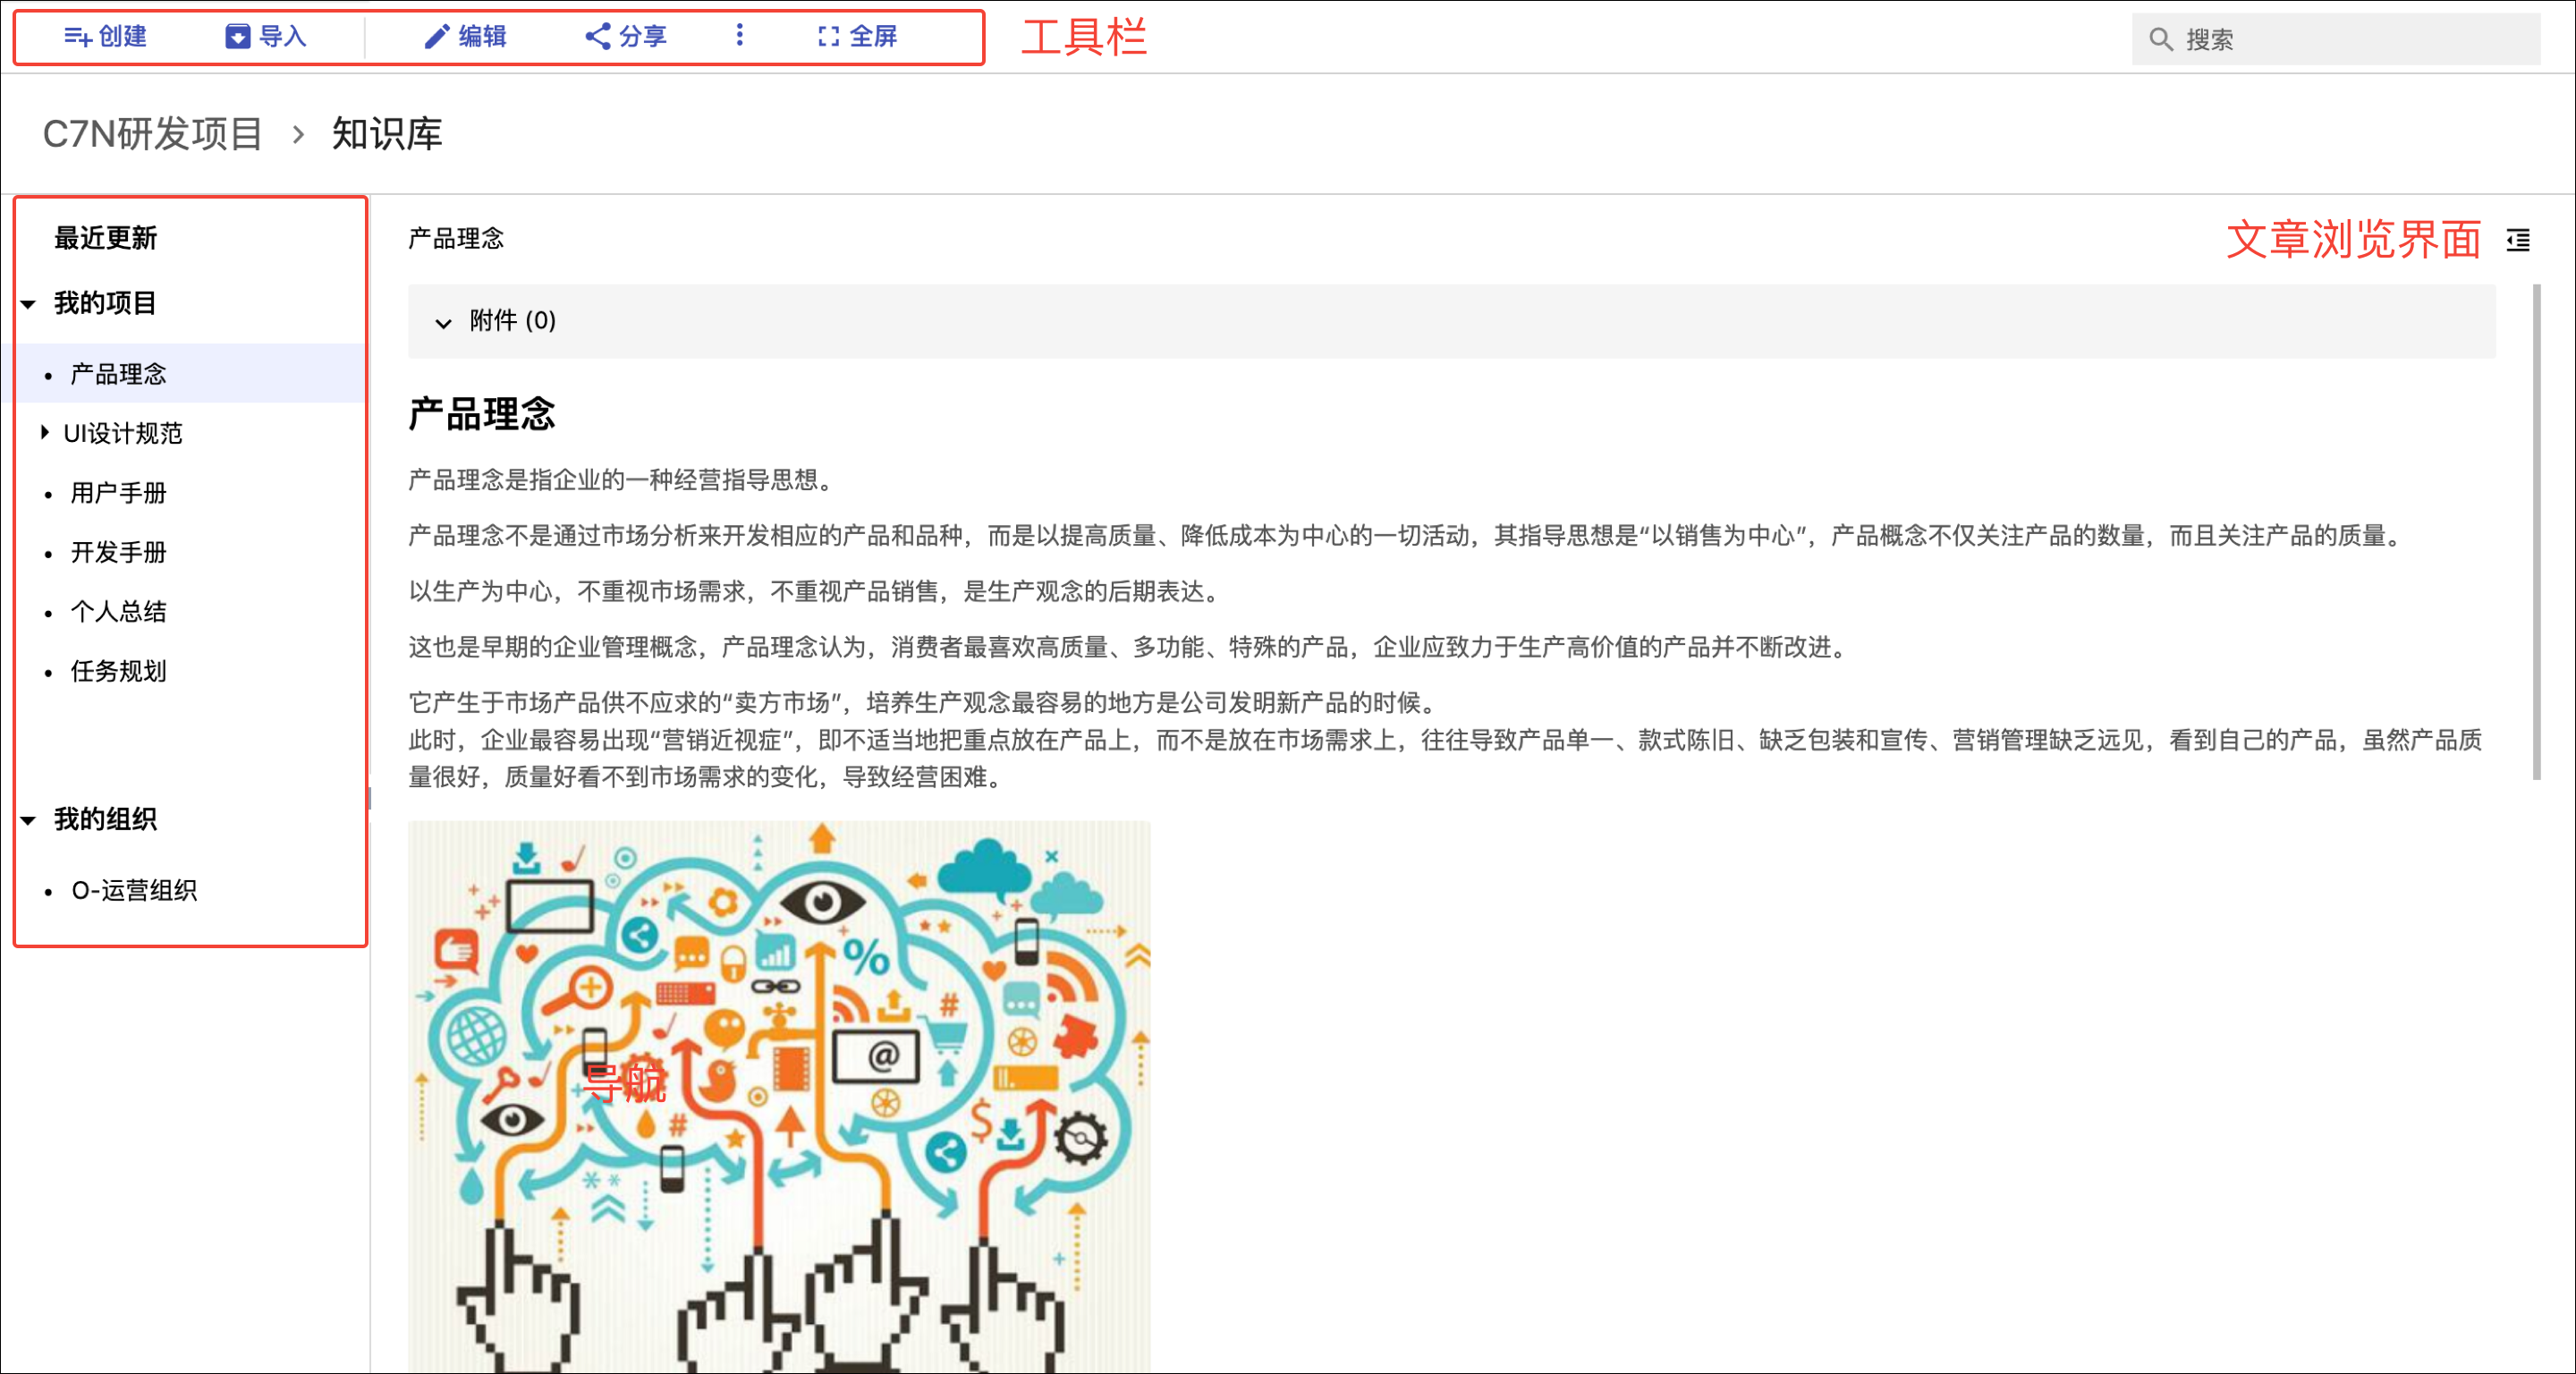 创建 导入 编辑 分享 全屏 工具栏 搜索
C7N研发项目 > 知识库
最近更新
我的项目
产品理念
UI设计规范
用户手册
开发手册
个人总结
任务规划
我的组织
O-运营组织
产品理念 文章浏览界面
附件 (0)
产品理念
产品理念是指企业的一种经营指导思想。
产品理念不是通过市场分析来开发相应的产品和品种，而是以提高质量、降低成本为中心的一切活动，其指导思想是“以销售为中心”，产品概念不仅关注产品的数量，而且关注产品的质量。
以生产为中心，不重视市场需求，不重视产品销售，是生产观念的后期表达。
这也是早期的企业管理概念，产品理念认为，消费者最喜欢高质量、多功能、特殊的产品，企业应致力于生产高价值的产品并不断改进。
它产生于市场产品供不应求的“卖方市场”，培养生产观念最容易的地方是公司发明新产品的时候。
此时，企业最容易出现“营销近视症”，即不适当地把重点放在产品上，而不是放在市场需求上，往往导致产品单一、款式陈旧、缺乏包装和宣传、营销管理缺乏远见，看到自己的产品，虽然产品质
量很好，质量好看不到市场需求的变化，导致经营困难。
%
#
@
导航
#
$